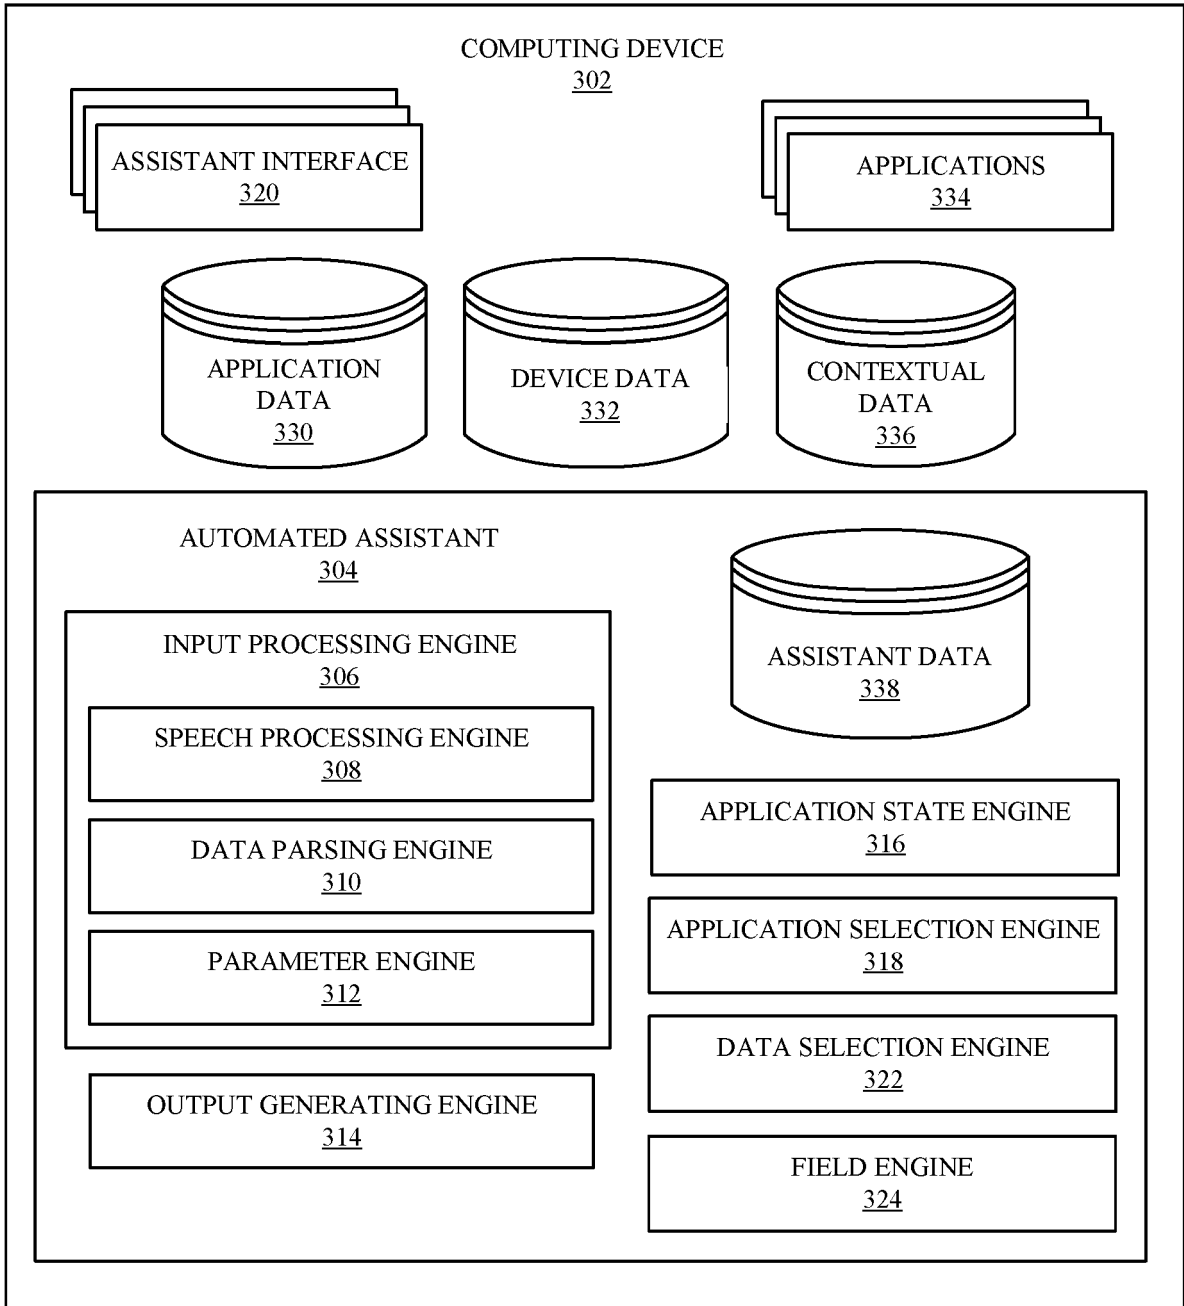 COMPUTING DEVICE
302
ASSISTANT INTERFACE
320
APPLICATIONS
334
APPLICATION
DATA
330
DEVICE DATA
332
CONTEXTUAL
DATA
336
AUTOMATED ASSISTANT
304
INPUT PROCESSING ENGINE
306
SPEECH PROCESSING ENGINE
308
DATA PARSING ENGINE
310
PARAMETER ENGINE
312
OUTPUT GENERATING ENGINE
314
ASSISTANT DATA
338
APPLICATION STATE ENGINE
316
APPLICATION SELECTION ENGINE
318
DATA SELECTION ENGINE
322
FIELD ENGINE
324